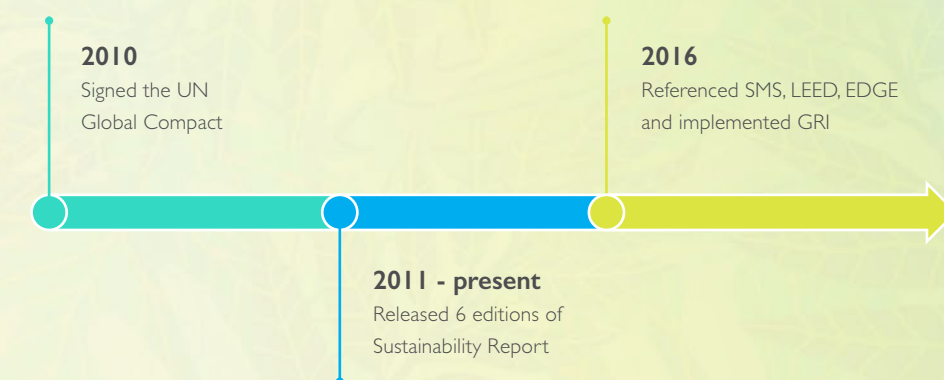 2010
Signed the UN
Global Compact
2016
Referenced SMS, LEED, EDGE
and implemented GRI
2011 - present
Released 6 editions of
Sustainability Report